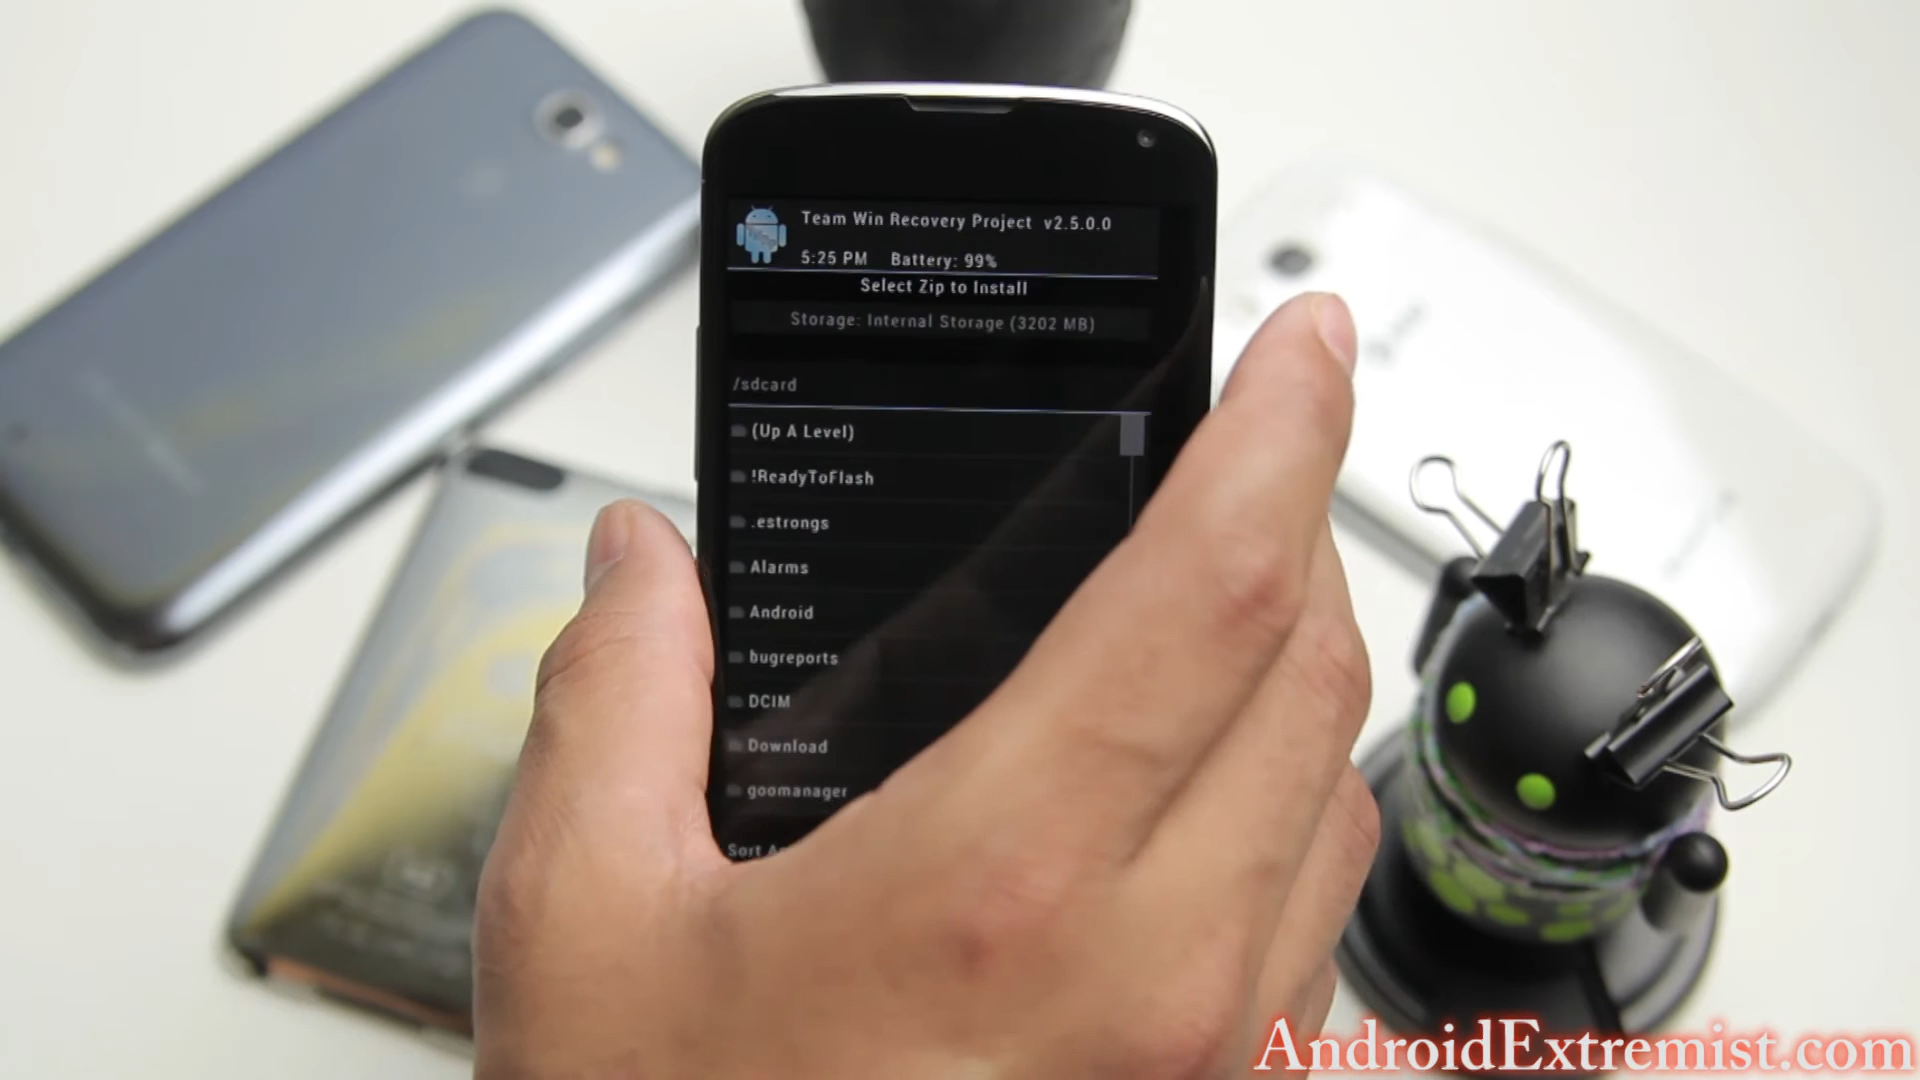 Team Win Recovery Project v2.5.0.0
5:25 PM Battery: 99%
Select Zip to Install
Storage: Internal Storage (3202 MB)
/sdcard
(Up A Level)
!ReadyToFlash
.estrongs
Alarms
Android
bugreports
DCIM
Download
goomanager
Sort
AndroidExtremist.com